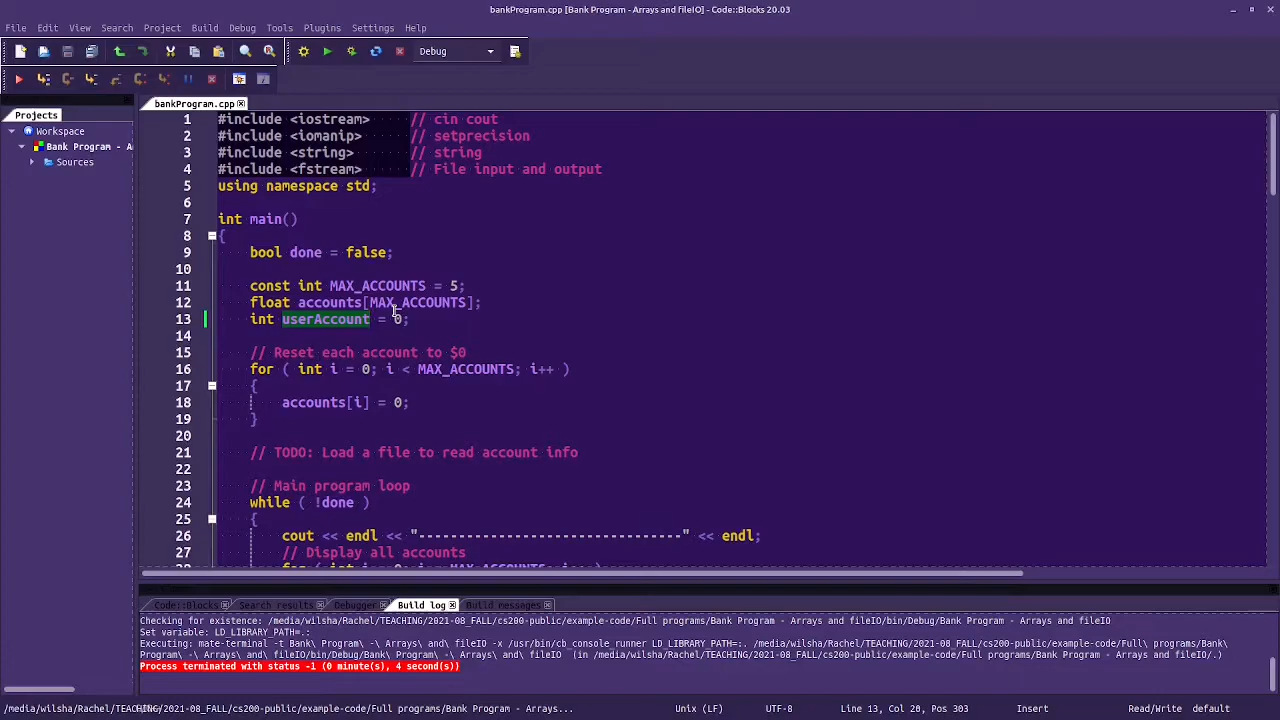 bankProgram.cpp [Bank Program - Arrays and fileIO] - Code::Blocks 20.03
File Edit View Search Project Build Debug Tools Plugins Settings Help
Debug
bankProgram.cpp
Projects
Workspace
Bank Program - A
Sources
1 #include <iostream> // cin cout
2 #include <iomanip> // setprecision
3 #include <string> // string
4 #include <fstream> // File input and output
5 using namespace std;
6
7 int main()
8 {
9 bool done = false;
10
11 const int MAX_ACCOUNTS = 5;
12 float accounts[MAX_ACCOUNTS];
13 int userAccount = 0;
14
15 // Reset each account to $0
16 for ( int i = 0; i < MAX_ACCOUNTS; i++ )
17 {
18 accounts[i] = 0;
19 }
20
21 // TODO: Load a file to read account info
22
23 // Main program loop
24 while ( !done )
25 {
26 cout << endl << "---------------------------------" << endl;
27 // Display all accounts
Code::Blocks Search results Debugger Build log Build messages
Checking for existence: /media/wilsha/Rachel/TEACHING/2021-08_FALL/cs200-public/example-code/Full programs/Bank Program - Arrays and fileIO/bin/Debug/Bank Program - Arrays and fileIO
Set variable: LD_LIBRARY_PATH=.:
Executing: mate-terminal -t Bank\ Program\ -\ Arrays\ and\ fileIO -x /usr/bin/cb_console_runner LD_LIBRARY_PATH=:. /media/wilsha/Rachel/TEACHING/2021-08_FALL/cs200-public/example-code/Full\ programs/Bank\
Program\ -\ Arrays\ and\ fileIO/bin/Debug/Bank\ Program\ -\ Arrays\ and\ fileIO (in /media/wilsha/Rachel/TEACHING/2021-08_FALL/cs200-public/example-code/Full programs/Bank Program - Arrays and fileIO/.)
Process terminated with status -1 (0 minute(s), 4 second(s))
/media/wilsha/Rachel/TEACHING/2021-08_FALL/cs200-public/example-code/Full programs/Bank Program - Arrays... Unix (LF) UTF-8 Line 13, Col 20, Pos 303 Insert Read/Write default